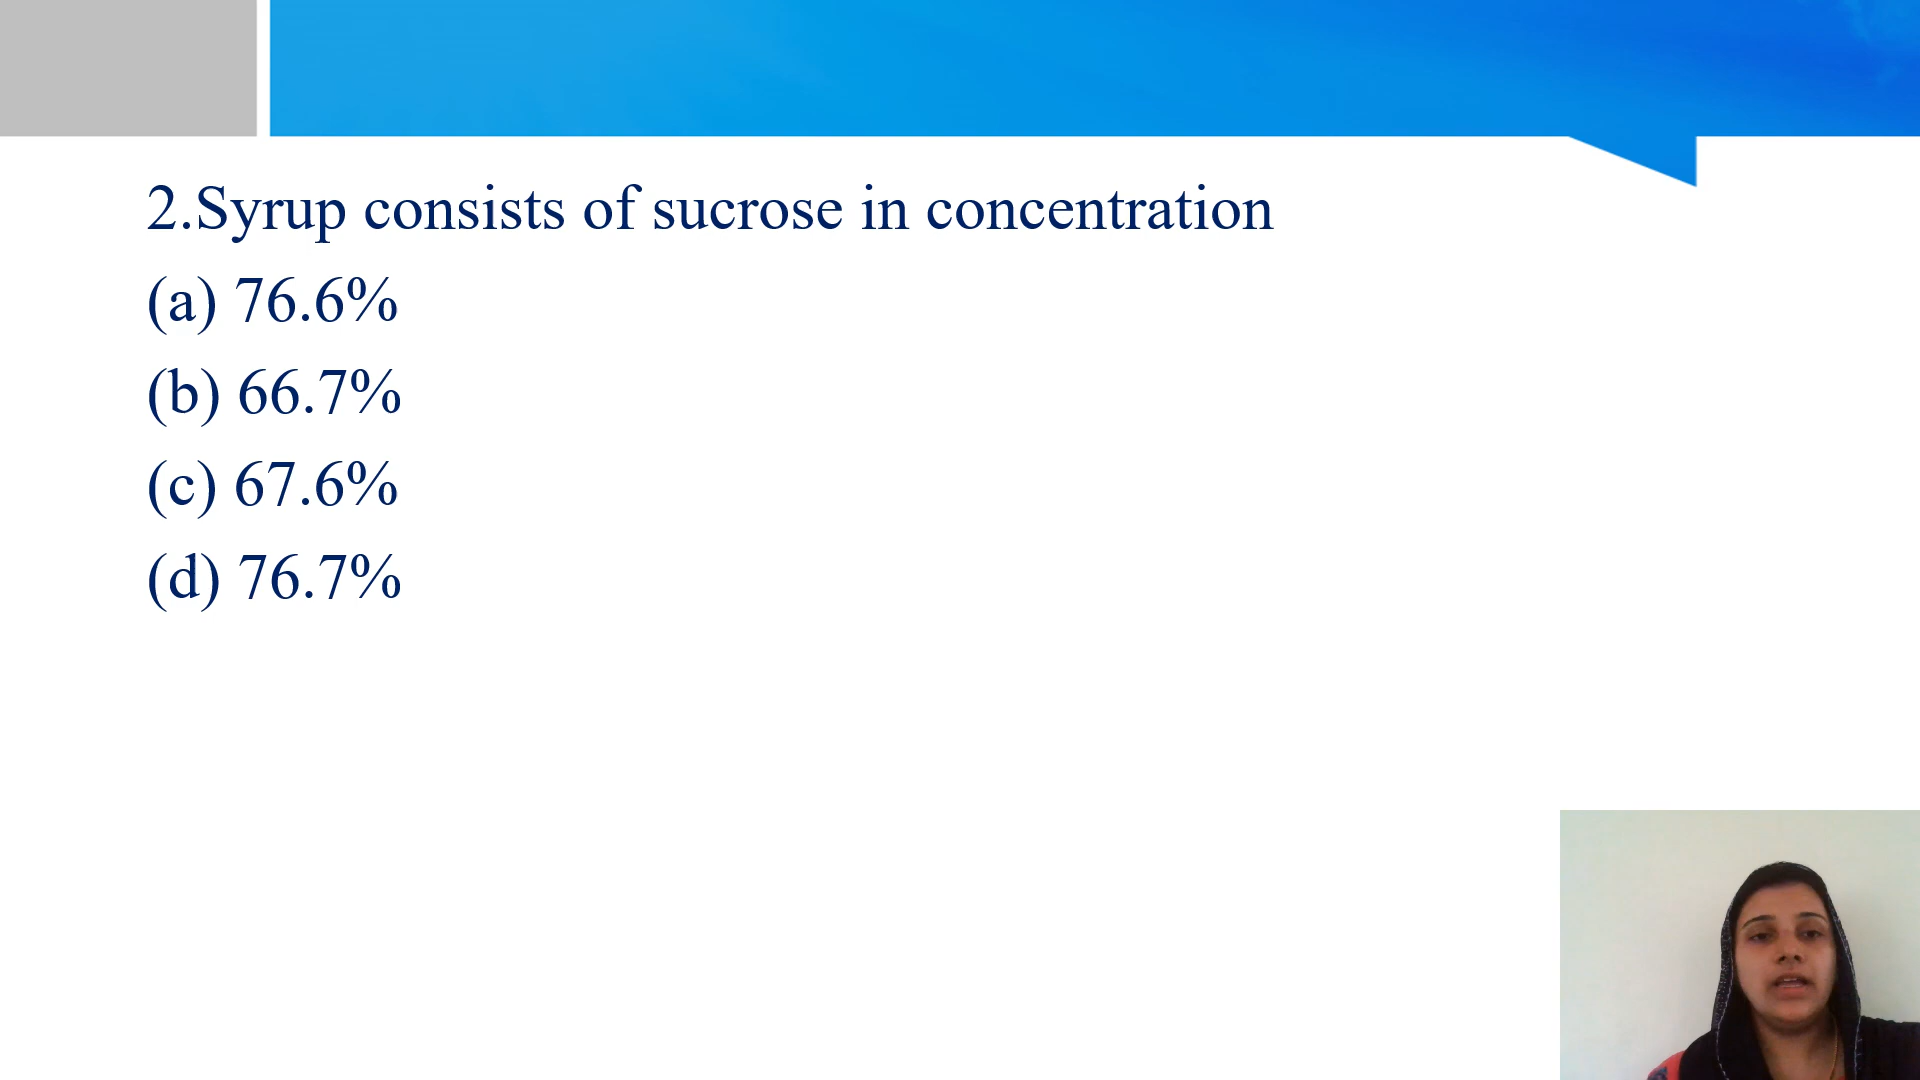 2.Syrup consists of sucrose in concentration
(a) 76.6%
(b) 66.7%
(c) 67.6%
(d) 76.7%